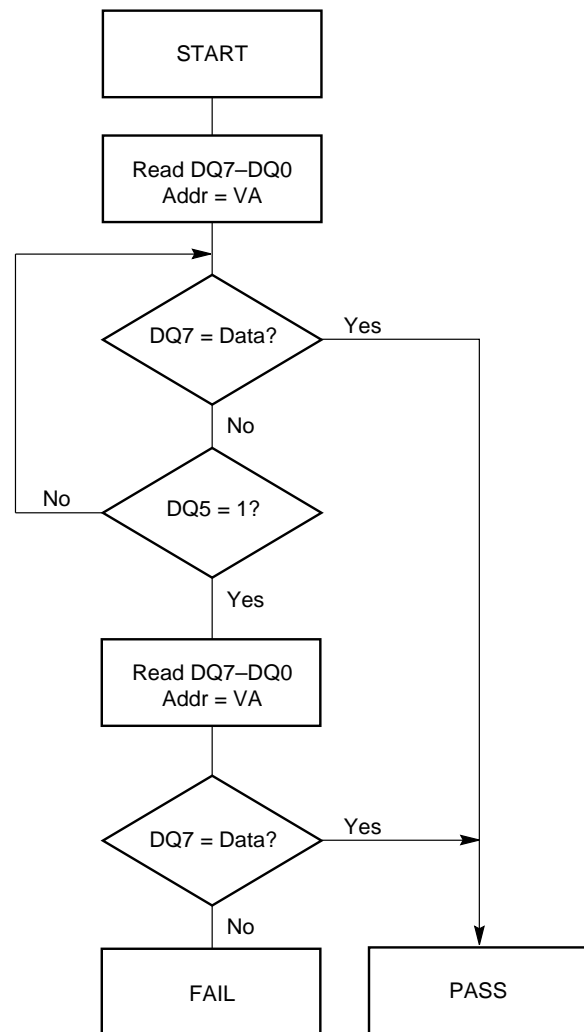 START
Read DQ7–DQ0
Addr = VA
DQ7 = Data?
Yes
No
No
DQ5 = 1?
Yes
Read DQ7–DQ0
Addr = VA
DQ7 = Data?
Yes
No
FAIL
PASS